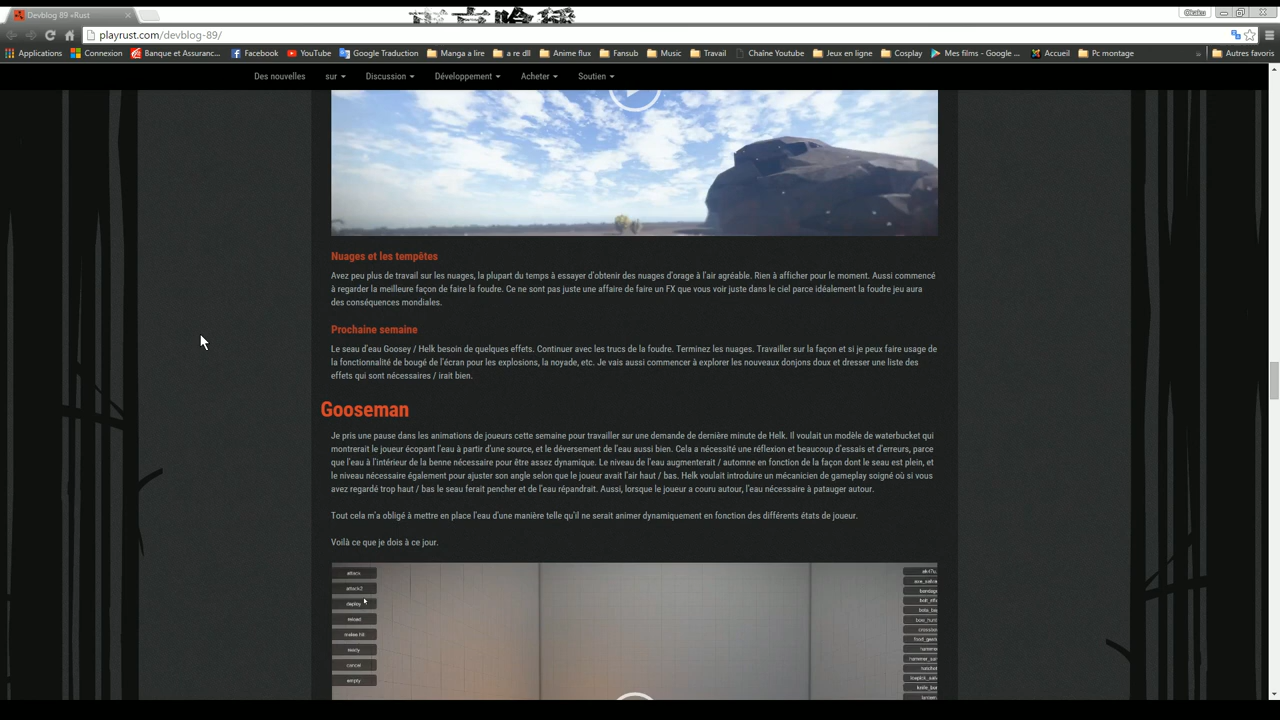 Devblog 89 «Rust
Okaku
playrust.com/devblog-89/
Applications Connexion Banque et Assuranc... Facebook YouTube Google Traduction Manga a lire a re dll Anime flux Fansub Music Travail Chaîne Youtube Jeux en ligne Cosplay Mes films - Google ... Accueil Pc montage Autres favoris
Des nouvelles sur Discussion Développement Acheter Soutien
Nuages et les tempêtes
Avez peu plus de travail sur les nuages, la plupart du temps à essayer d'obtenir des nuages d'orage à l'air agréable. Rien à afficher pour le moment. Aussi commencé
à regarder la meilleure façon de faire la foudre. Ce ne sont pas juste une affaire de faire un FX que vous voir juste dans le ciel parce idéalement la foudre jeu aura
des conséquences mondiales.
Prochaine semaine
Le seau d'eau Goosey / Helk besoin de quelques effets. Continuer avec les trucs de la foudre. Terminez les nuages. Travailler sur la façon et si je peux faire usage de
la fonctionnalité de bougé de l'écran pour les explosions, la noyade, etc. Je vais aussi commencer à explorer les nouveaux donjons doux et dresser une liste des
effets qui sont nécessaires / irait bien.
Gooseman
Je pris une pause dans les animations de joueurs cette semaine pour travailler sur une demande de dernière minute de Helk. Il voulait un modèle de waterbucket qui
montrerait le joueur écopant l'eau à partir d'une source, et le déversement de l'eau aussi bien. Cela a nécessité une réflexion et beaucoup d'essais et d'erreurs, parce
que l'eau à l'intérieur de la benne nécessaire pour être assez dynamique. Le niveau de l'eau augmenterait / automne en fonction de la façon dont le seau est plein, et
le niveau nécessaire également pour ajuster son angle selon que le joueur avait l'air haut / bas. Helk voulait introduire un mécanicien de gameplay soigné où si vous
avez regardé trop haut / bas le seau ferait pencher et de l'eau répandrait. Aussi, lorsque le joueur a couru autour, l'eau nécessaire à patauger autour.
Tout cela m'a obligé à mettre en place l'eau d'une manière telle qu'il ne serait animer dynamiquement en fonction des différents états de joueur.
Voilà ce que je dois à ce jour.
attack
attack2
deploy
reload
ready
cancel
empty